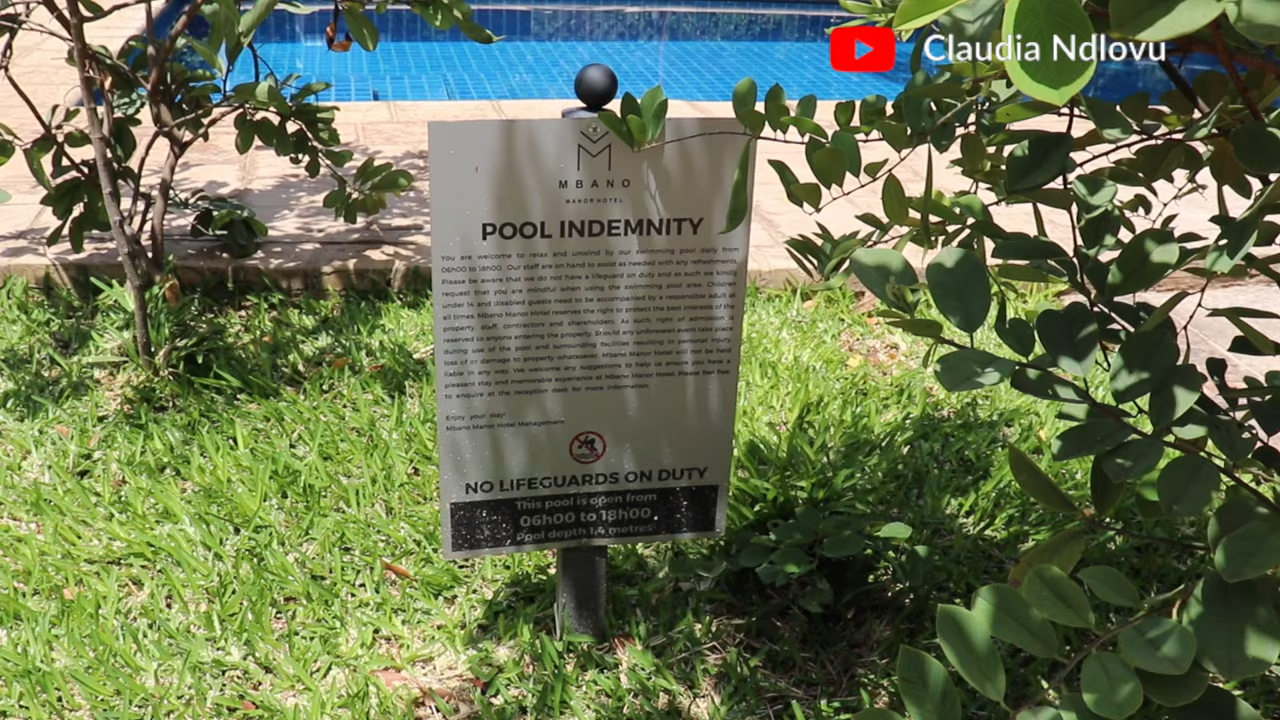 Claudia Ndlovu
MBANO
MANOR HOTEL
POOL INDEMNITY
You are welcome to relax and unwind by our swimming pool daily from
06h00 to 18h00. Our staff are on hand to assist as needed with any refreshments.
Please be aware that we do not have a lifeguard on duty and as such we kindly
request that you are mindful when using the swimming pool area. Children
under 14 and disabled guests need to be accompanied by a responsible adult at
all times. Mbano Manor Hotel reserves the right to protect the best interests of the
property, staff, contractors and shareholders. As such, right of admission is
reserved to anyone entering the property. Should any unforeseen event take place
during use of the pool and surrounding facilities resulting in personal injury,
loss of or damage to property whatsoever, Mbano Manor Hotel will not be held
liable in any way. We welcome any suggestions to help us ensure you have a
pleasant stay and memorable experience at Mbano Manor Hotel. Please feel free
to enquire at the reception desk for more information.
Enjoy your stay!
Mbano Manor Hotel Management
NO LIFEGUARDS ON DUTY
This pool is open from
06h00 to 18h00
Pool depth 1.4 metres